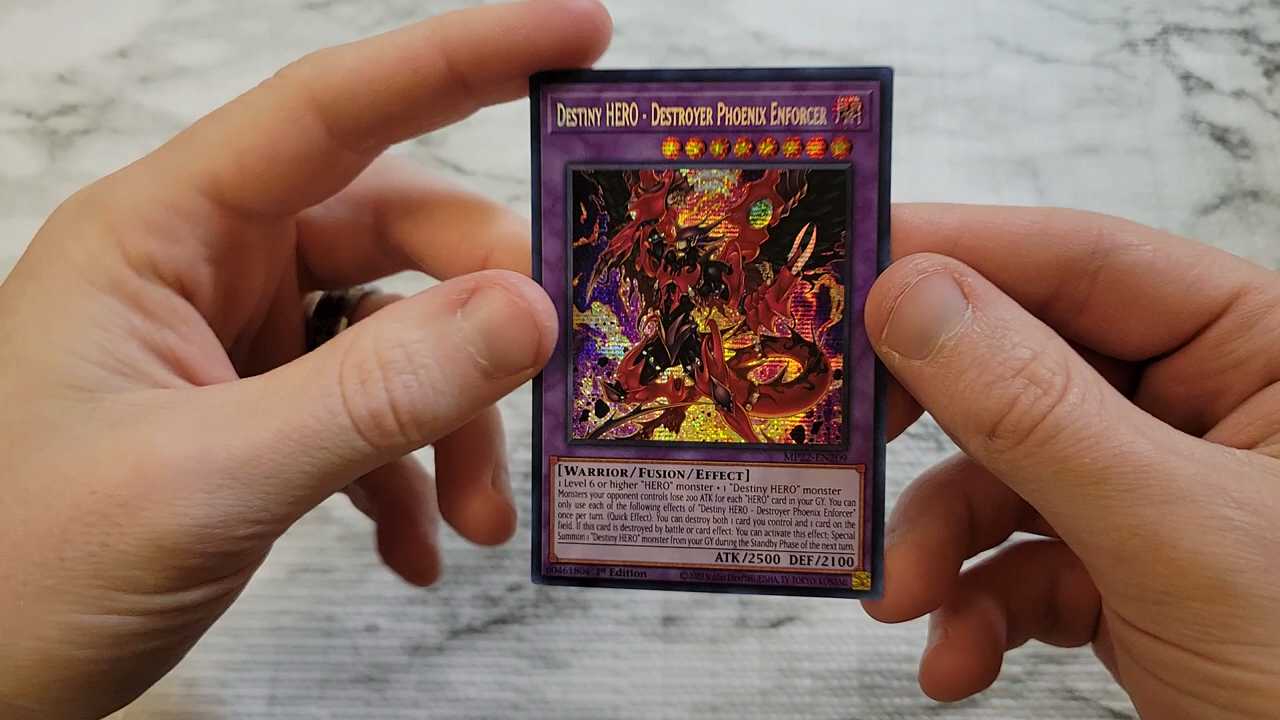 DESTINY HERO - DESTROYER PHOENIX ENFORCER
MP22-EN209
[WARRIOR/FUSION/EFFECT]
1 Level 6 or higher "HERO" monster + 1 "Destiny HERO" monster
Monsters your opponent controls lose 200 ATK for each "HERO" card in your GY. You can
only use each of the following effects of "Destiny HERO - Destroyer Phoenix Enforcer"
once per turn. (Quick Effect): You can destroy both 1 card you control and 1 card on the
field. If this card is destroyed by battle or card effect: You can activate this effect; Special
Summon 1 "Destiny HERO" monster from your GY during the Standby Phase of the next turn.
ATK/2500 DEF/2100
60461804 1st Edition
©2020 Studio Dice/SHUEISHA, TV TOKYO, KONAMI